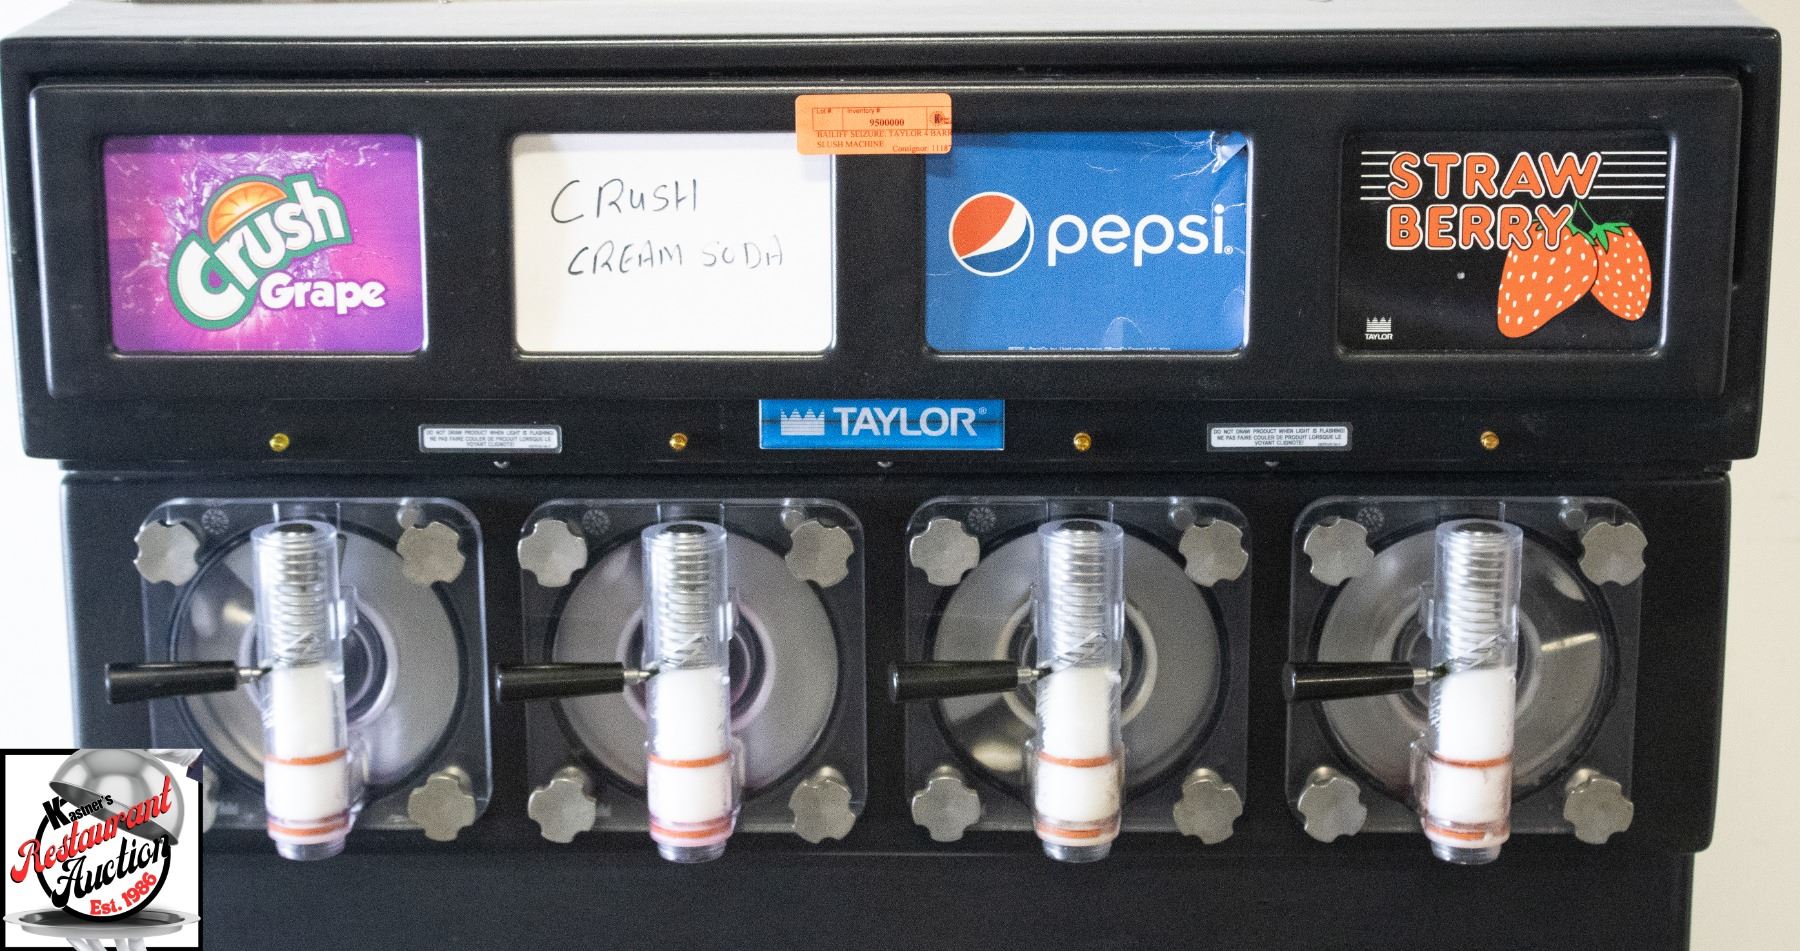 Crush
Grape
CRUSH
CREAM SODA
Lot #: Inventory #
9500000
BAILIFF SEIZURE, TAYLOR 4 BARR
SLUSH MACHINE
Consignor 11187
pepsi®
STRAW
BERRY
TAYLOR
TAYLOR®
DO NOT DRAW PRODUCT WHEN LIGHT IS FLASHING!
NE PAS FAIRE COULER DE PRODUIT LORSQUE LE
VOYANT CLIGNOTE!
DO NOT DRAW PRODUCT WHEN LIGHT IS FLASHING!
NE PAS FAIRE COULER DE PRODUIT LORSQUE LE
VOYANT CLIGNOTE!
Kastner's
Restaurant
Auction
Est. 1986